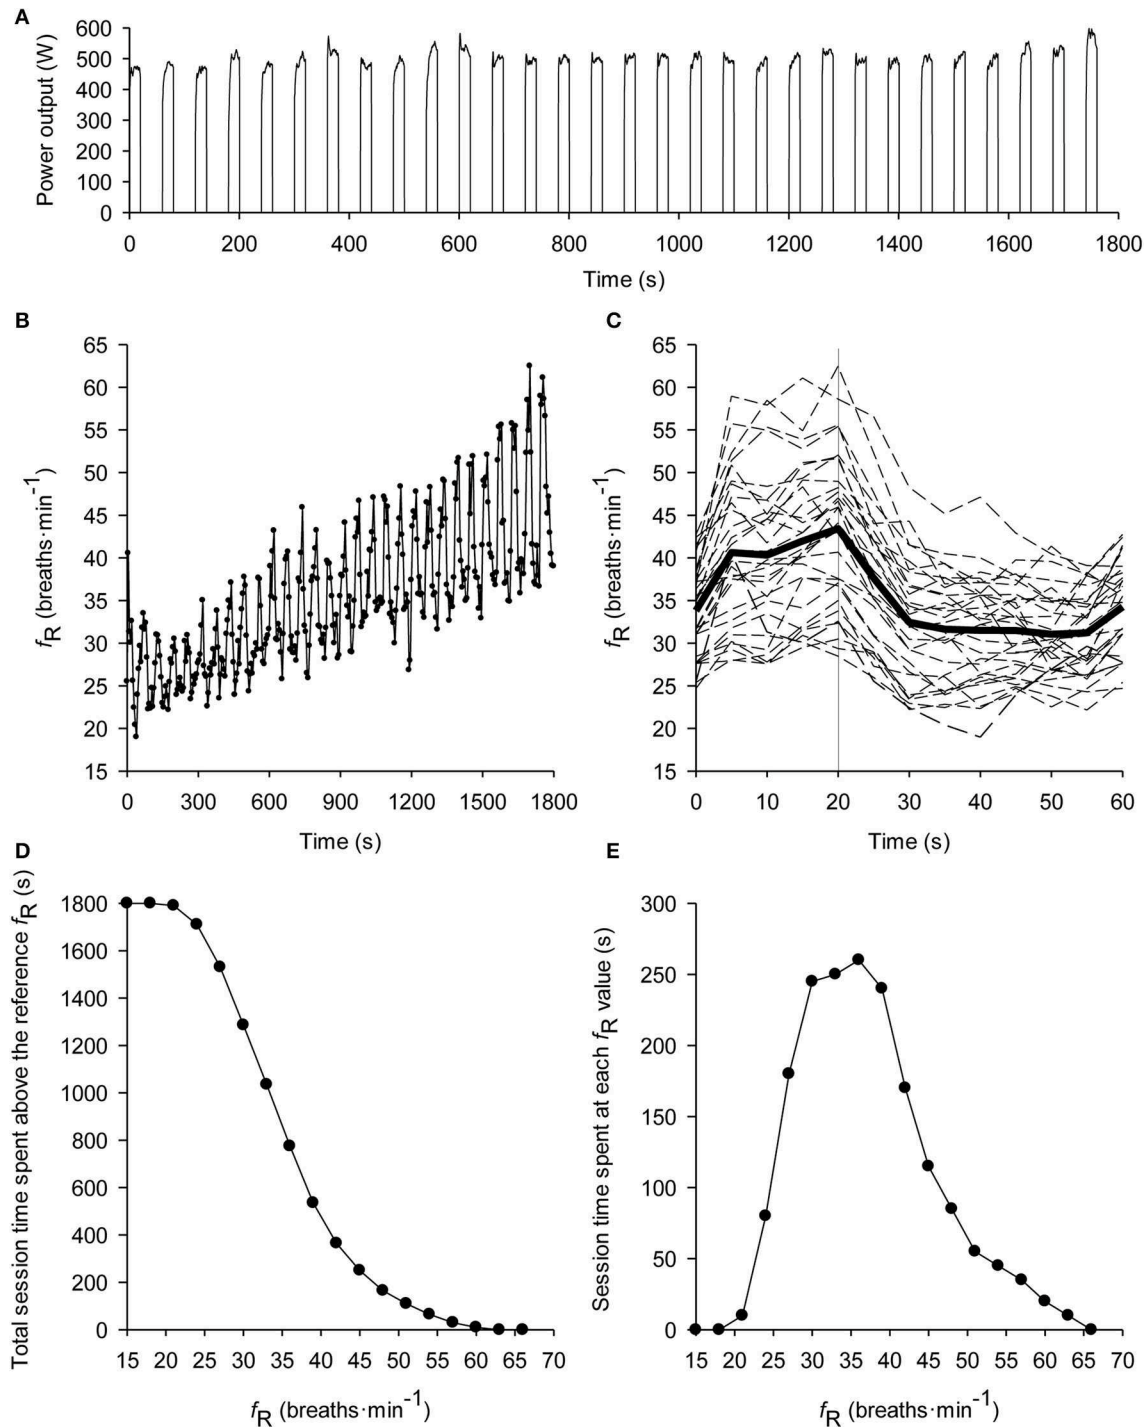 A
Power output (W)
600
500
400
300
200
100
0
0 200 400 600 800 1000 1200 1400 1600 1800
Time (s)
B
fR (breaths·min-1)
65
60
55
50
45
40
35
30
25
20
15
0 300 600 900 1200 1500 1800
Time (s)
C
fR (breaths·min-1)
65
60
55
50
45
40
35
30
25
20
15
0 10 20 30 40 50 60
Time (s)
D
Total session time spent above the reference fR (s)
1800
1600
1400
1200
1000
800
600
400
200
0
15 20 25 30 35 40 45 50 55 60 65 70
fR (breaths·min-1)
E
Session time spent at each fR value (s)
300
250
200
150
100
50
0
15 20 25 30 35 40 45 50 55 60 65 70
fR (breaths·min-1)